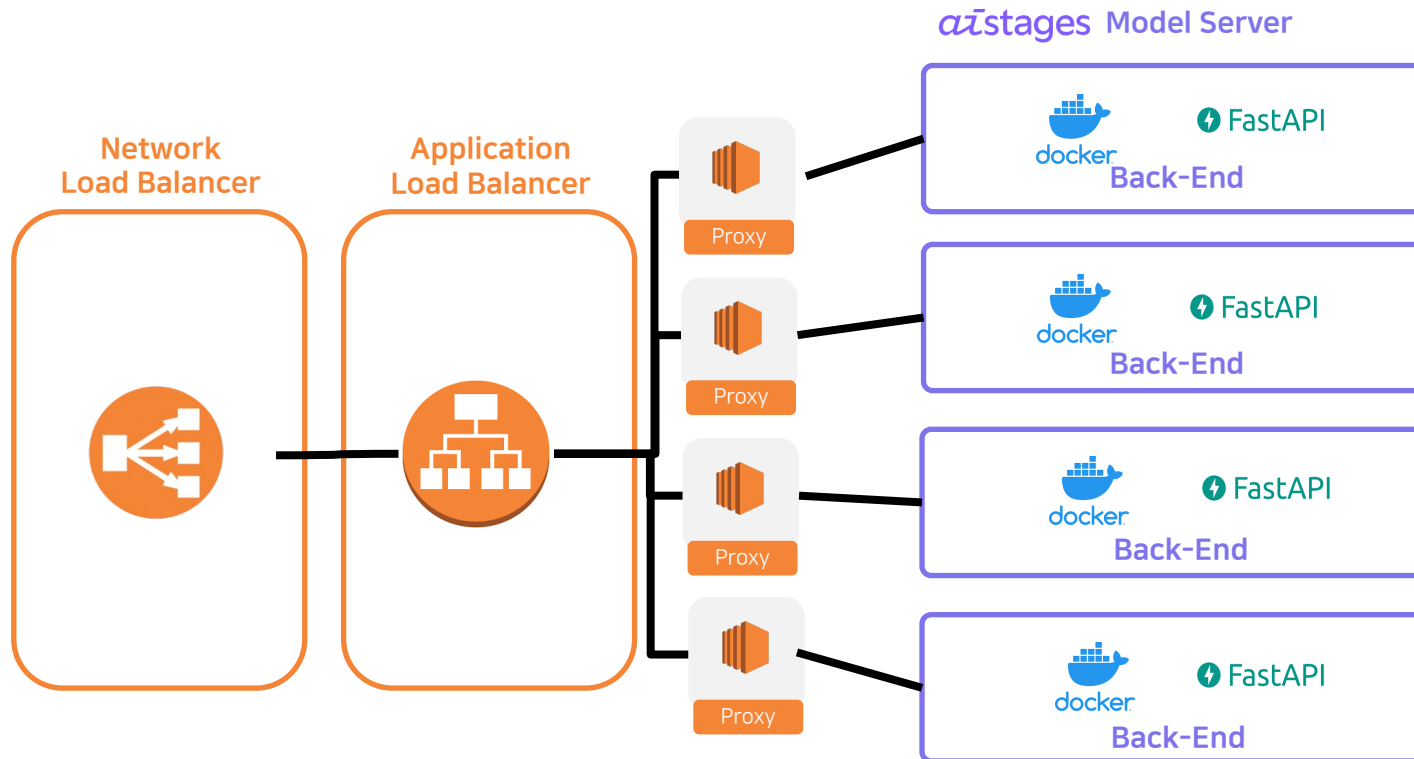 aistages Model Server
Network
Load Balancer
Application
Load Balancer
Proxy
Proxy
Proxy
Proxy
docker
FastAPI
Back-End
docker
FastAPI
Back-End
docker
FastAPI
Back-End
docker
FastAPI
Back-End